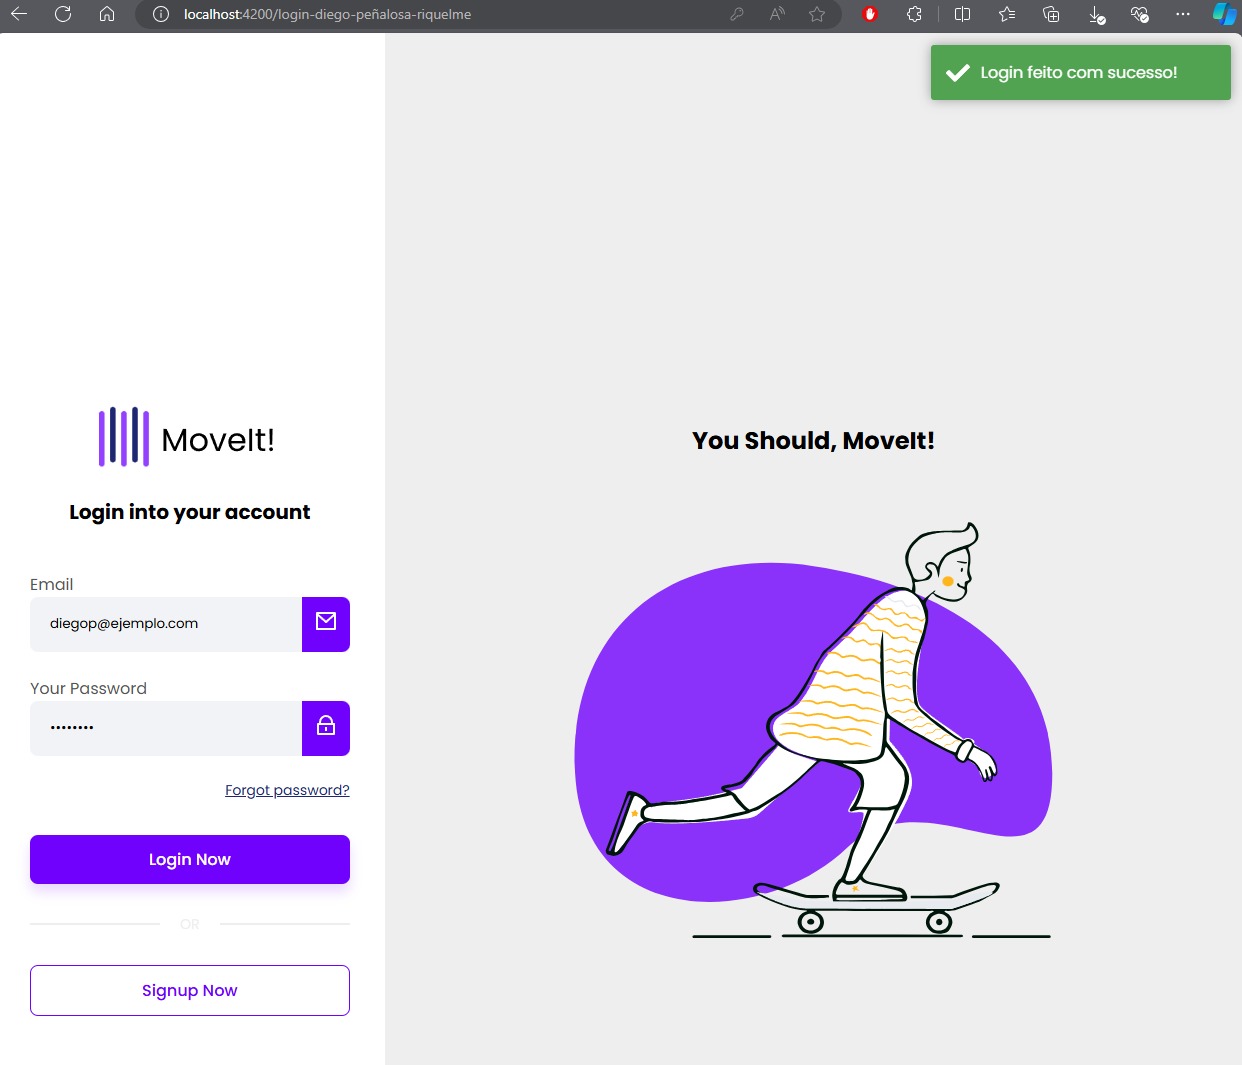 localhost:4200/login-diego-peñalosa-riquelme
Login feito com sucesso!
MoveIt!
Login into your account
Email
diegop@ejemplo.com
Your Password
••••••••
Forgot password?
Login Now
OR
Signup Now
You Should, MoveIt!